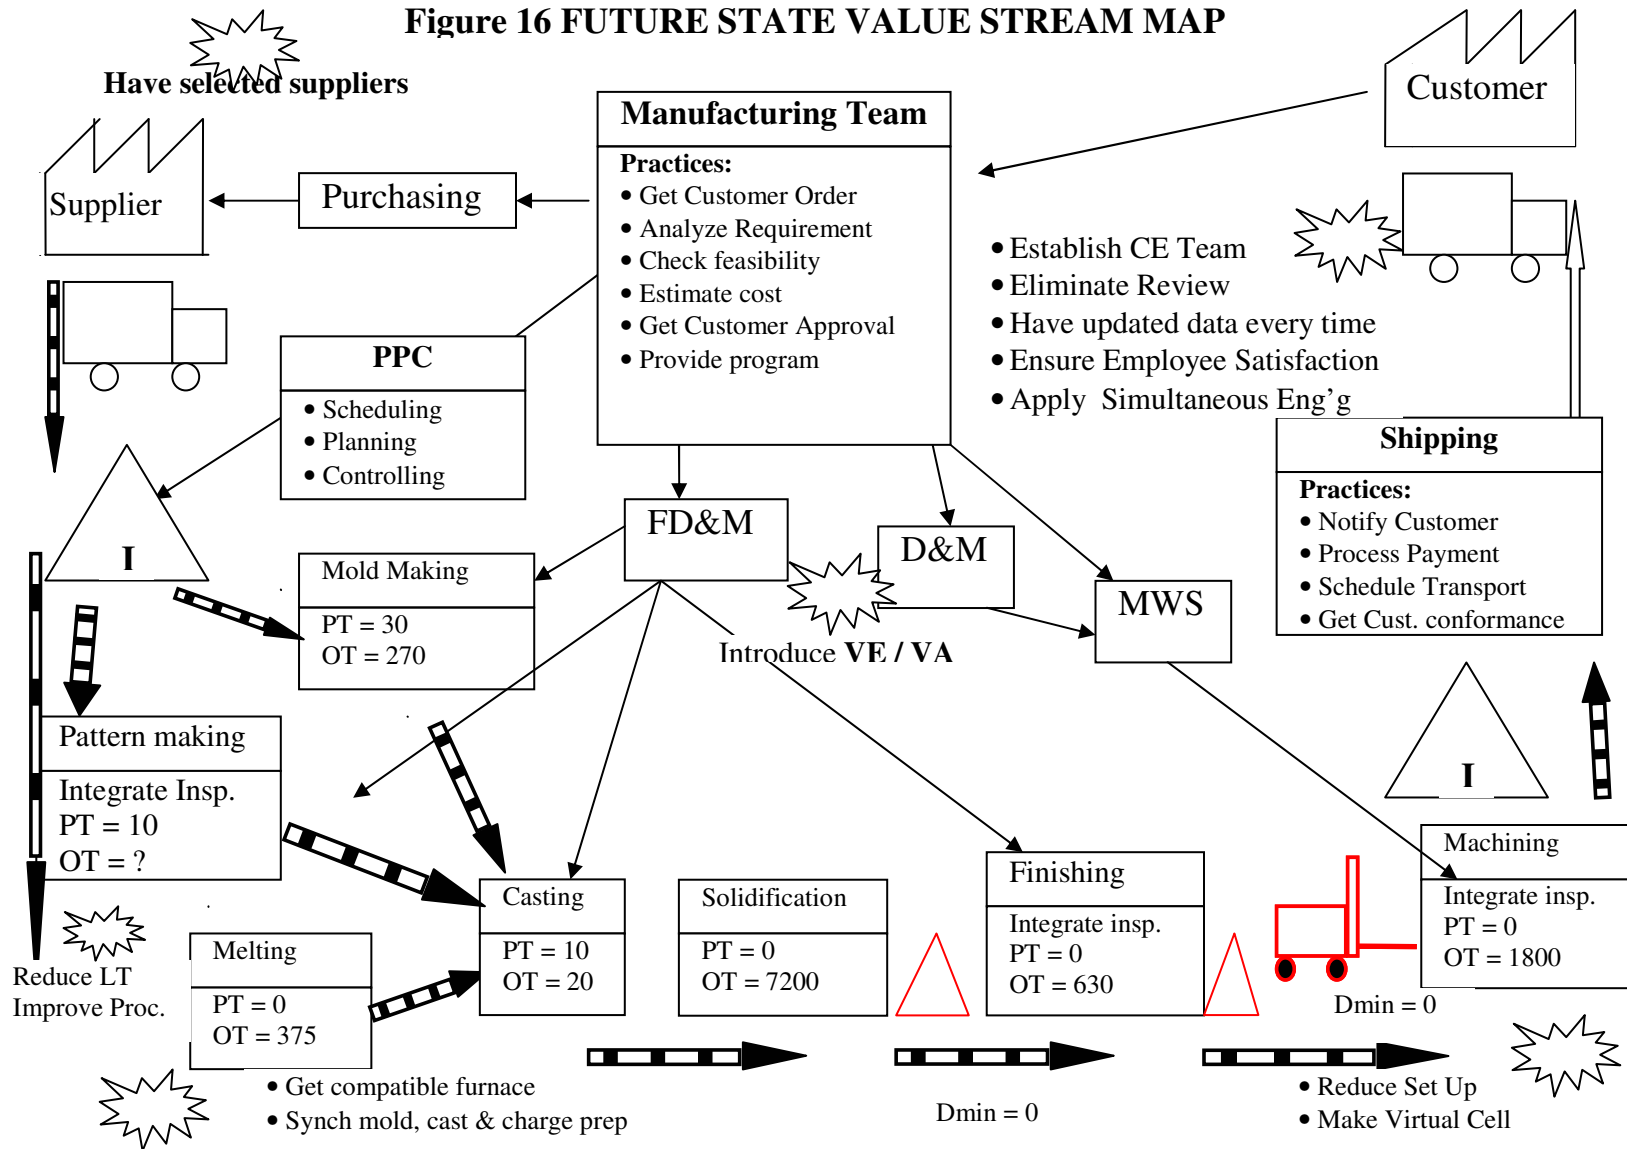 Figure 16 FUTURE STATE VALUE STREAM MAP
Have selected suppliers
Customer
Manufacturing Team
Practices:
• Get Customer Order
• Analyze Requirement
• Check feasibility
• Estimate cost
• Get Customer Approval
• Provide program
Supplier
Purchasing
• Establish CE Team
• Eliminate Review
• Have updated data every time
• Ensure Employee Satisfaction
• Apply Simultaneous Eng’g
PPC
• Scheduling
• Planning
• Controlling
Shipping
Practices:
• Notify Customer
• Process Payment
• Schedule Transport
• Get Cust. conformance
I
FD&M
D&M
MWS
Mold Making
PT = 30
OT = 270
Introduce VE / VA
Pattern making
Integrate Insp.
PT = 10
OT = ?
I
Casting
PT = 10
OT = 20
Solidification
PT = 0
OT = 7200
Finishing
Integrate insp.
PT = 0
OT = 630
Machining
Integrate insp.
PT = 0
OT = 1800
Melting
PT = 0
OT = 375
Reduce LT
Improve Proc.
Dmin = 0
• Get compatible furnace
• Synch mold, cast & charge prep
Dmin = 0
• Reduce Set Up
• Make Virtual Cell